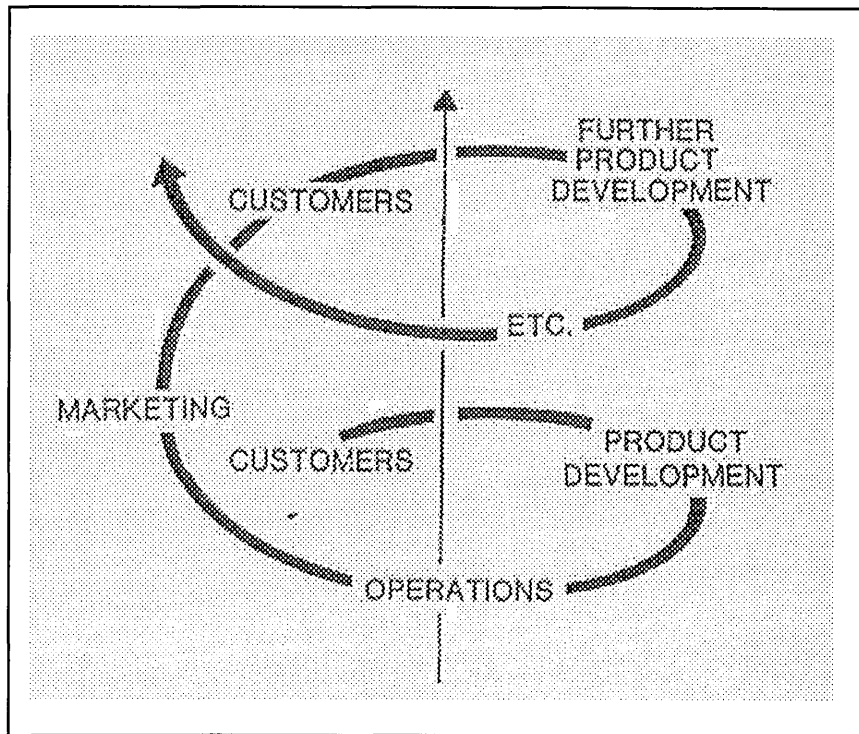 FURTHER
PRODUCT
DEVELOPMENT
CUSTOMERS
ETC.
MARKETING
CUSTOMERS
PRODUCT
DEVELOPMENT
OPERATIONS